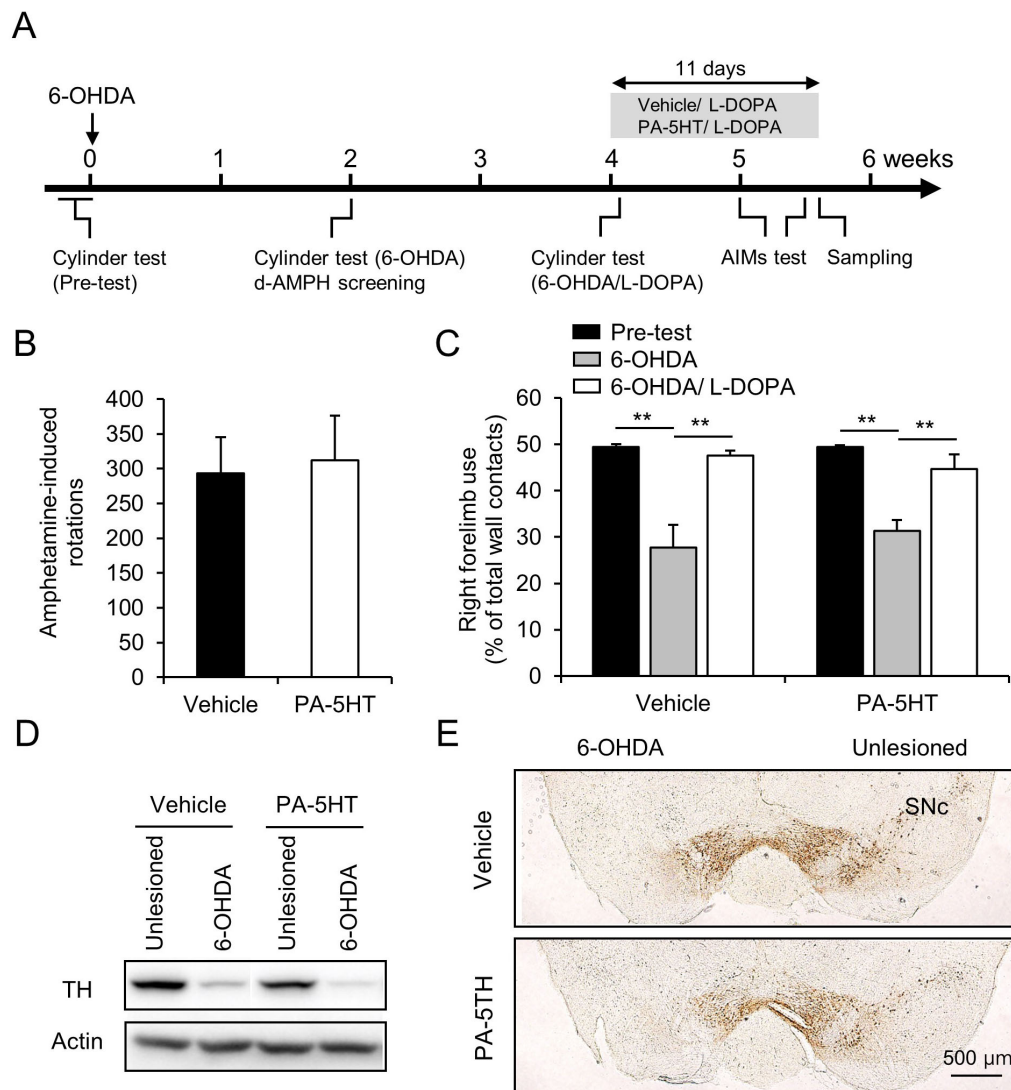 A
11 days
6-OHDA
Vehicle/ L-DOPA
PA-5HT/ L-DOPA
0 1 2 3 4 5 6 weeks
Cylinder test
(Pre-test)
Cylinder test (6-OHDA)
d-AMPH screening
Cylinder test
(6-OHDA/L-DOPA)
AIMs test
Sampling
B
Amphetamine-induced
rotations
400
350
300
250
200
150
100
50
0
Vehicle PA-5HT
C
Pre-test
6-OHDA
6-OHDA/ L-DOPA
Right forelimb use
(% of total wall contacts)
60
50
40
30
20
10
0
** ** ** **
Vehicle PA-5HT
D
Vehicle PA-5HT
Unlesioned
6-OHDA
Unlesioned
6-OHDA
TH
Actin
E
6-OHDA Unlesioned
Vehicle
SNc
PA-5TH
500 µm